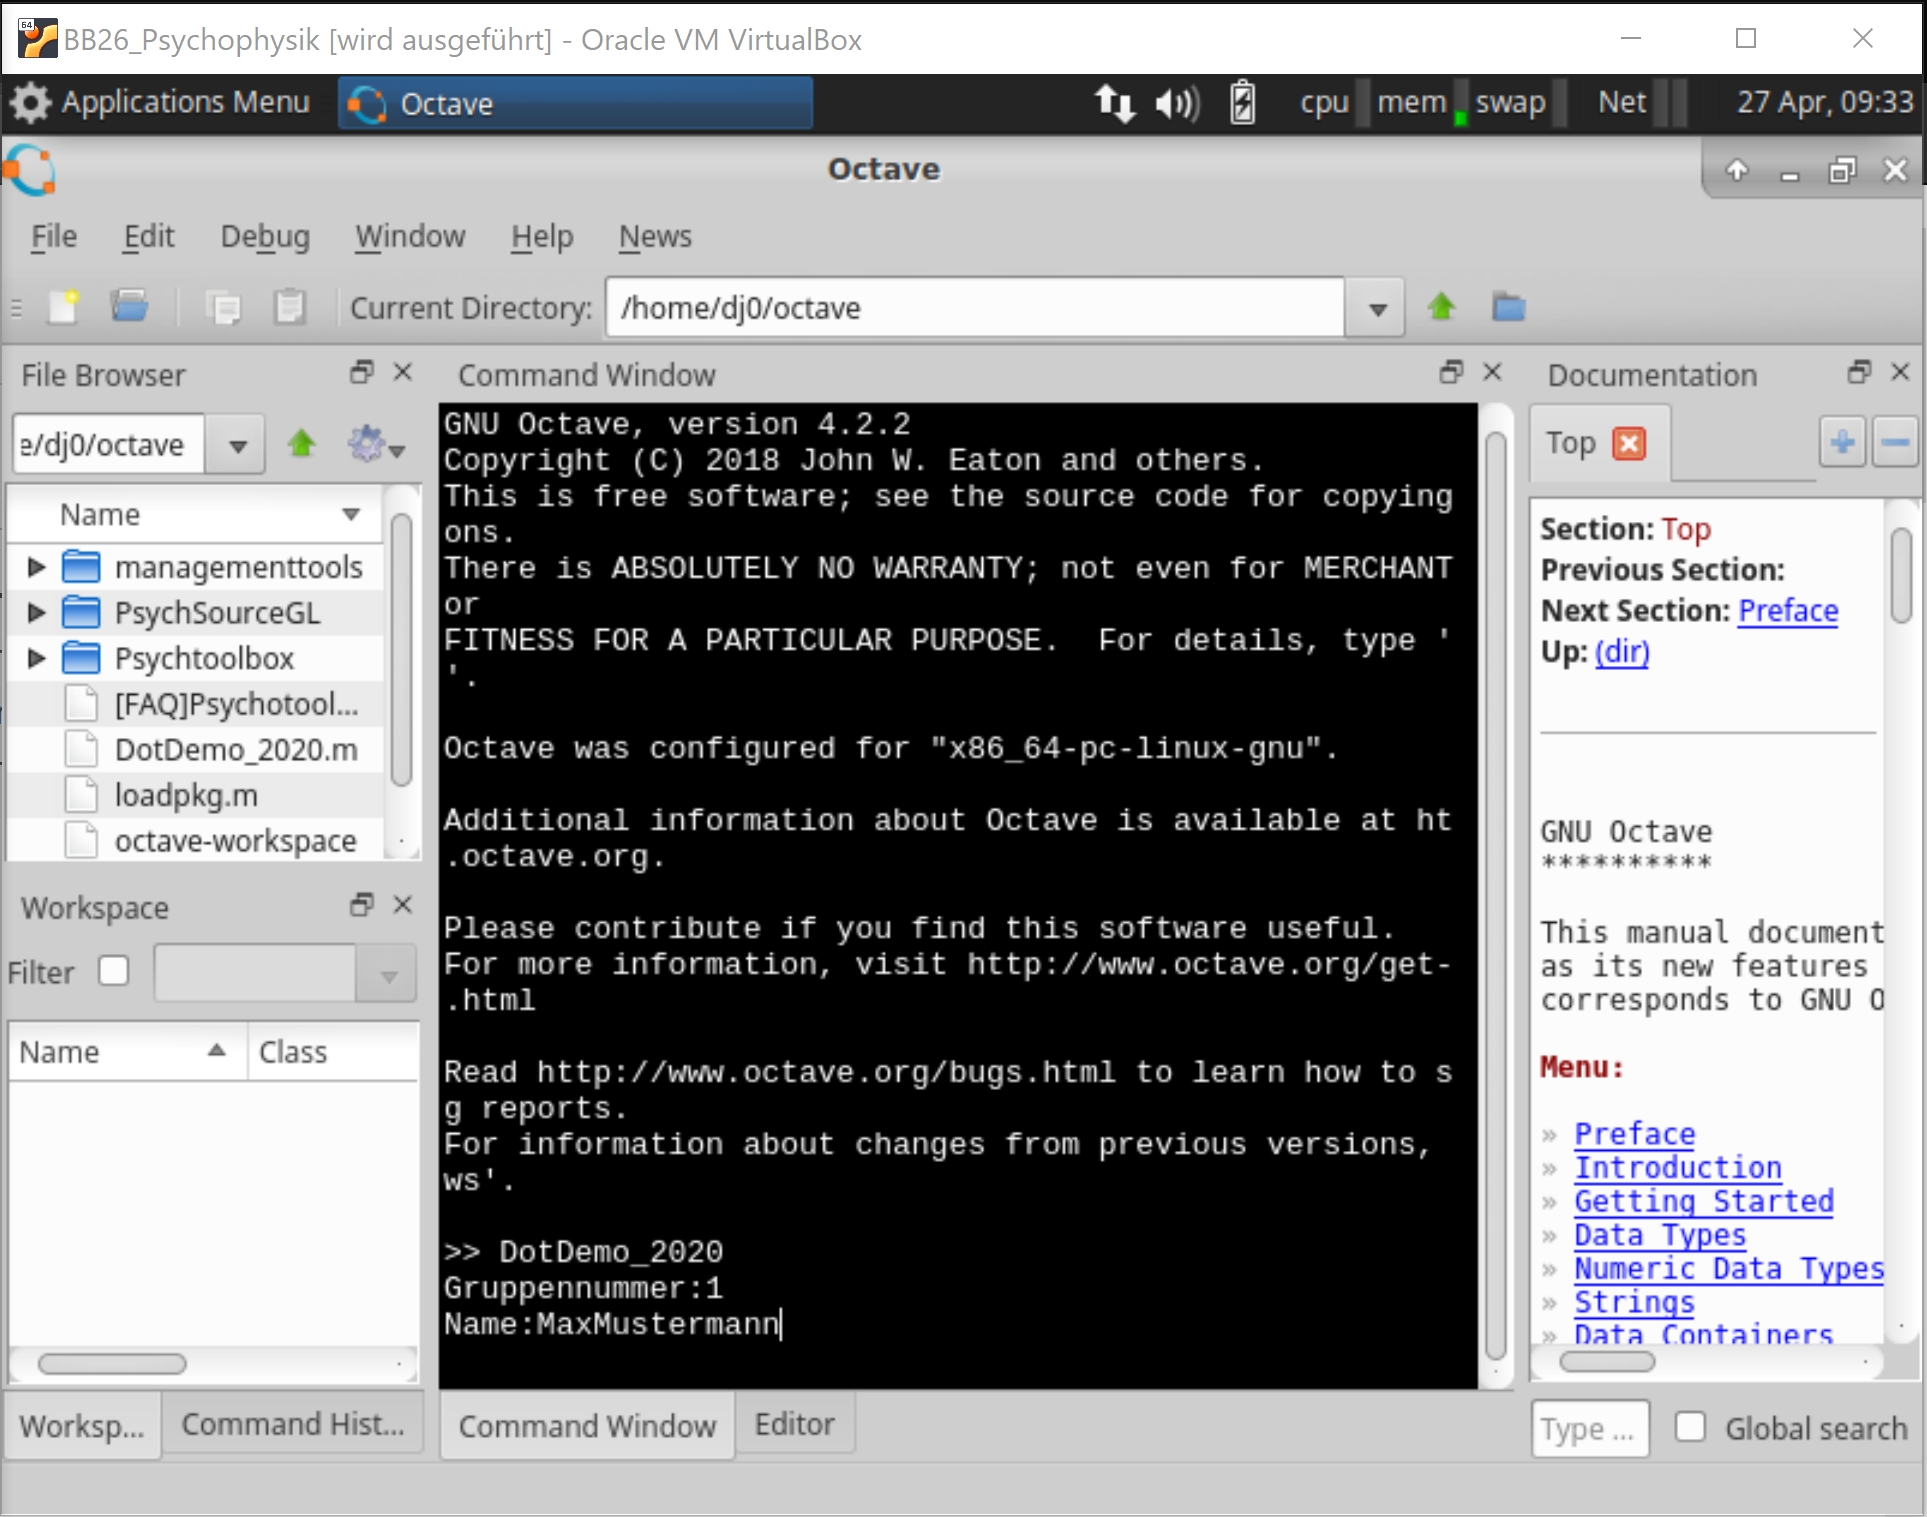 64
BB26_Psychophysik [wird ausgeführt] - Oracle VM VirtualBox
Applications Menu
Octave
cpu mem swap Net 27 Apr, 09:33
Octave
File Edit Debug Window Help News
Current Directory: /home/dj0/octave
File Browser
e/dj0/octave
Name
managementtools
PsychSourceGL
Psychtoolbox
[FAQ]Psychotool...
DotDemo_2020.m
loadpkg.m
octave-workspace
Workspace
Filter
Name Class
Worksp... Command Hist...
Command Window
GNU Octave, version 4.2.2
Copyright (C) 2018 John W. Eaton and others.
This is free software; see the source code for copying
ons.
There is ABSOLUTELY NO WARRANTY; not even for MERCHANT
or
FITNESS FOR A PARTICULAR PURPOSE.  For details, type '
'.
Octave was configured for "x86_64-pc-linux-gnu".
Additional information about Octave is available at ht
.octave.org.
Please contribute if you find this software useful.
For more information, visit http://www.octave.org/get-
.html
Read http://www.octave.org/bugs.html to learn how to s
g reports.
For information about changes from previous versions,
ws'.
>> DotDemo_2020
Gruppennummer:1
Name:MaxMustermann
Command Window Editor
Documentation
Top
Section: Top
Previous Section:
Next Section: Preface
Up: (dir)
GNU Octave
**********
This manual document
as its new features
corresponds to GNU O
Menu:
» Preface
» Introduction
» Getting Started
» Data Types
» Numeric Data Types
» Strings
» Data Containers
Type ... Global search